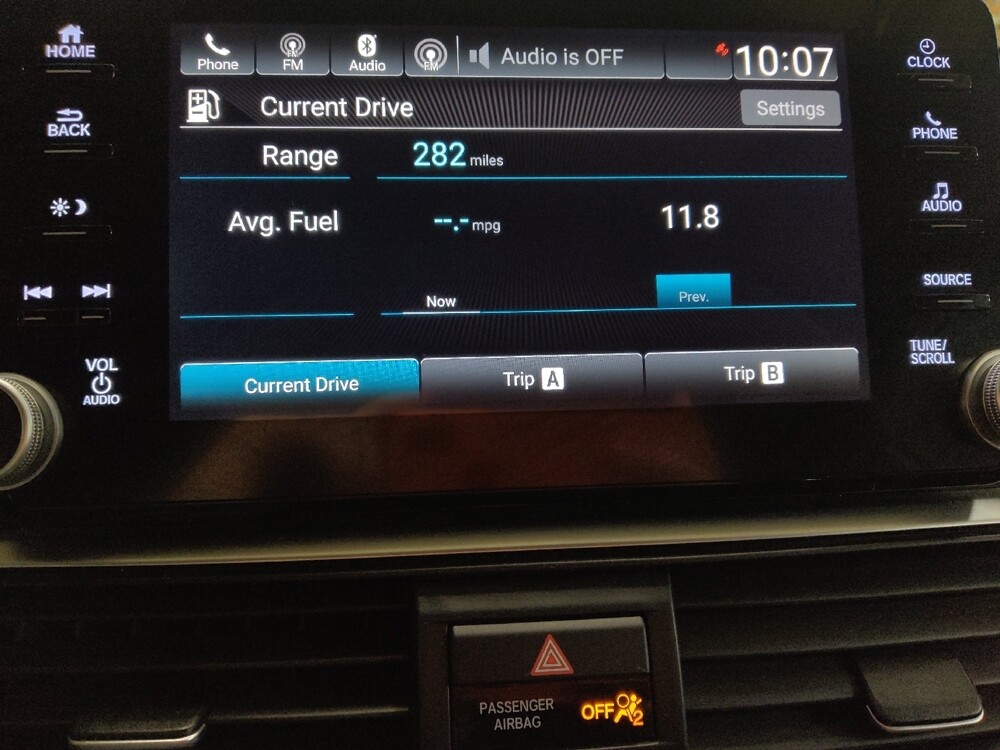 HOME
BACK
VOL
AUDIO
Phone
FM
Audio
FM
Audio is OFF
10:07
Current Drive
Settings
Range
282 miles
Avg. Fuel
--.- mpg
11.8
Now
Prev.
Current Drive
Trip A
Trip B
CLOCK
PHONE
AUDIO
SOURCE
TUNE/
SCROLL
PASSENGER
AIRBAG
OFF
2